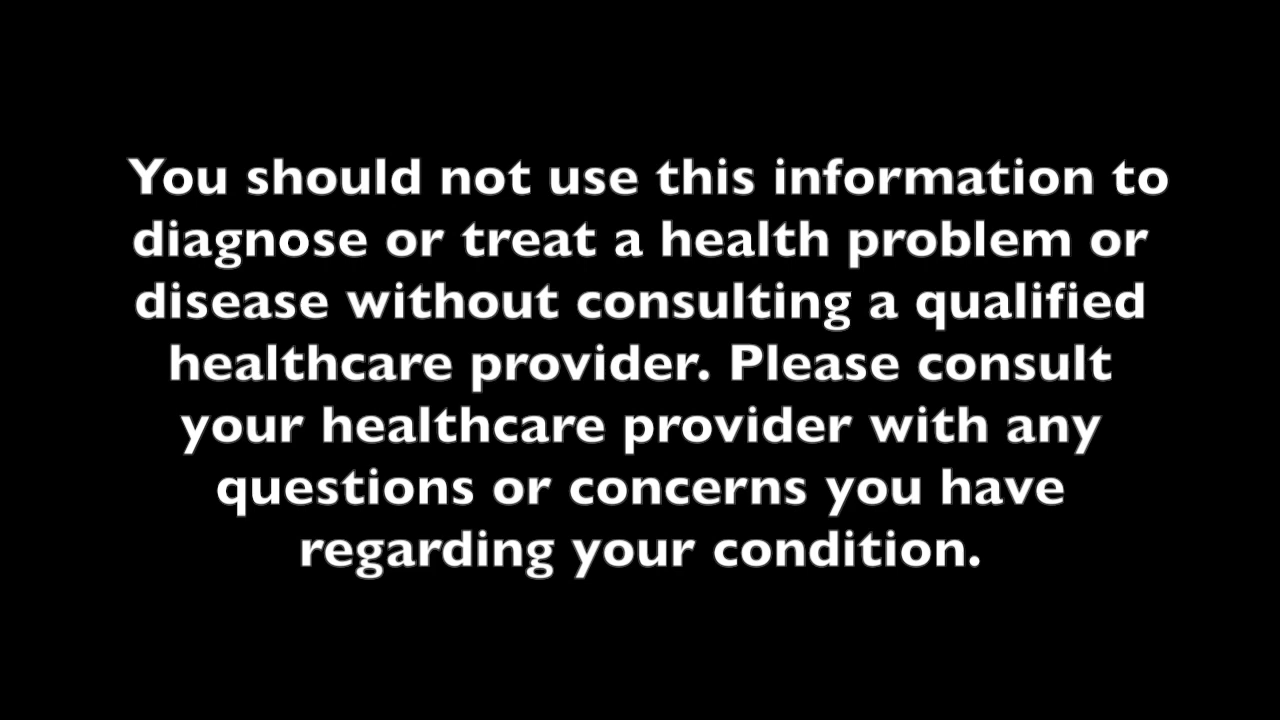 You should not use this information to
diagnose or treat a health problem or
disease without consulting a qualified
healthcare provider. Please consult
your healthcare provider with any
questions or concerns you have
regarding your condition.